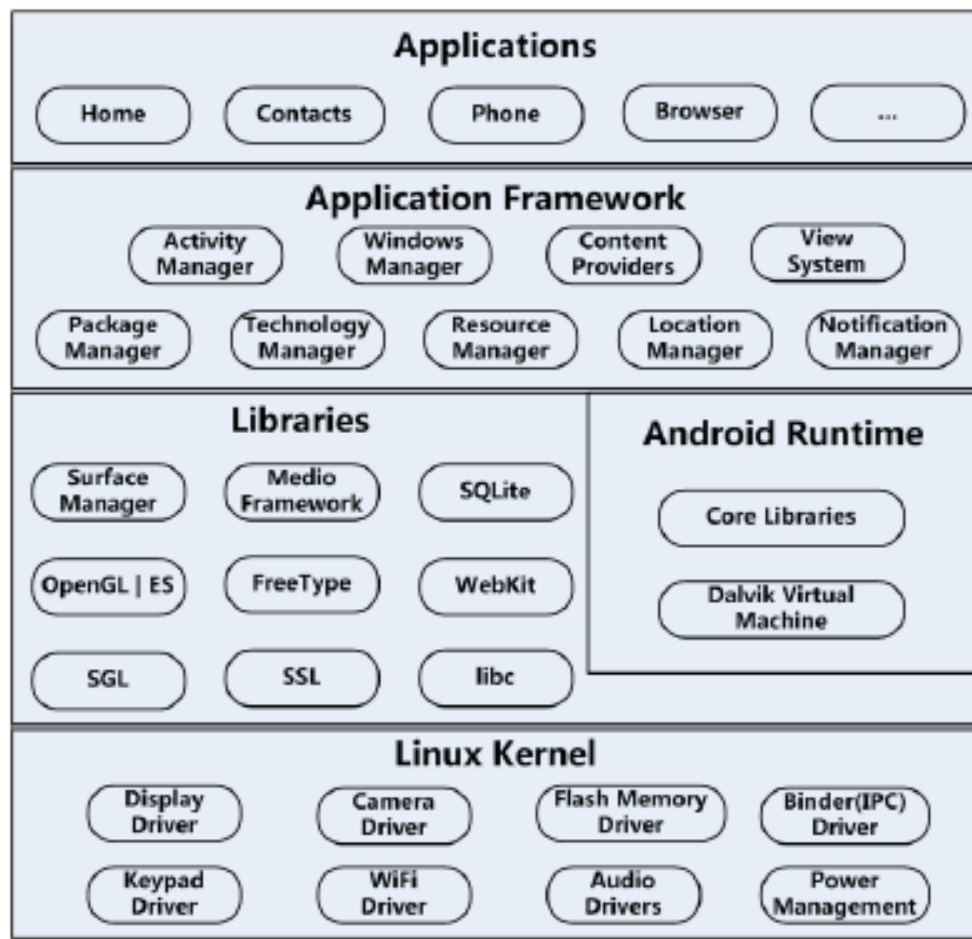 Applications
Home
Contacts
Phone
Browser
...
Application Framework
Activity
Manager
Windows
Manager
Content
Providers
View
System
Package
Manager
Technology
Manager
Resource
Manager
Location
Manager
Notification
Manager
Libraries
Surface
Manager
Medio
Framework
SQLite
OpenGL | ES
FreeType
WebKit
SGL
SSL
libc
Android Runtime
Core Libraries
Dalvik Virtual
Machine
Linux Kernel
Display
Driver
Camera
Driver
Flash Memory
Driver
Binder(IPC)
Driver
Keypad
Driver
WiFi
Driver
Audio
Drivers
Power
Management